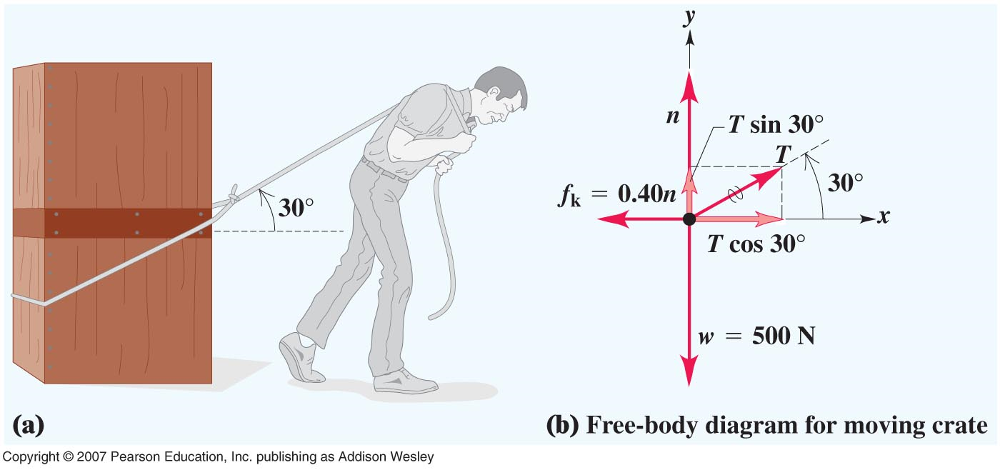 30°
(a)
y
n
T sin 30°
T
30°
fk = 0.40n
x
T cos 30°
w = 500 N
(b) Free-body diagram for moving crate
Copyright © 2007 Pearson Education, Inc. publishing as Addison Wesley